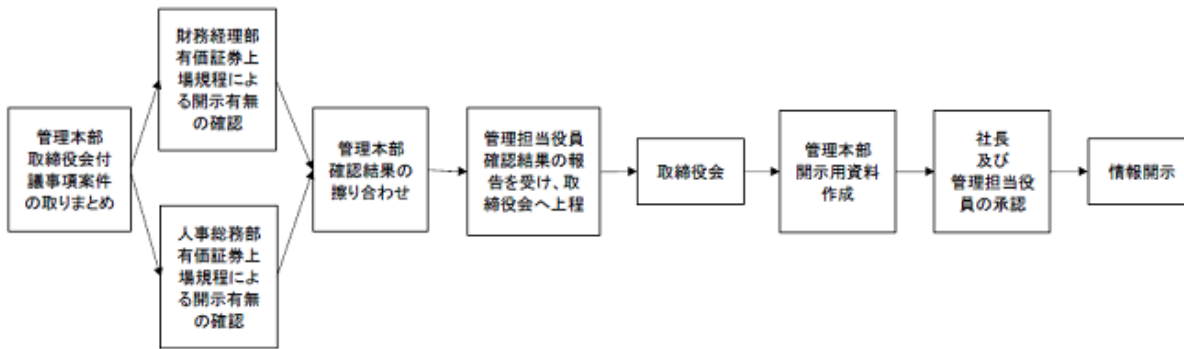 管理本部
取締役会付
議事項案件
の取りまとめ
財務経理部
有価証券上
場規程によ
る開示有無
の確認
人事総務部
有価証券上
場規程によ
る開示有無
の確認
管理本部
確認結果の
擦り合わせ
管理担当役員
確認結果の報
告を受け、取
締役会へ上程
取締役会
管理本部
開示用資料
作成
社長
及び
管理担当役
員の承認
情報開示